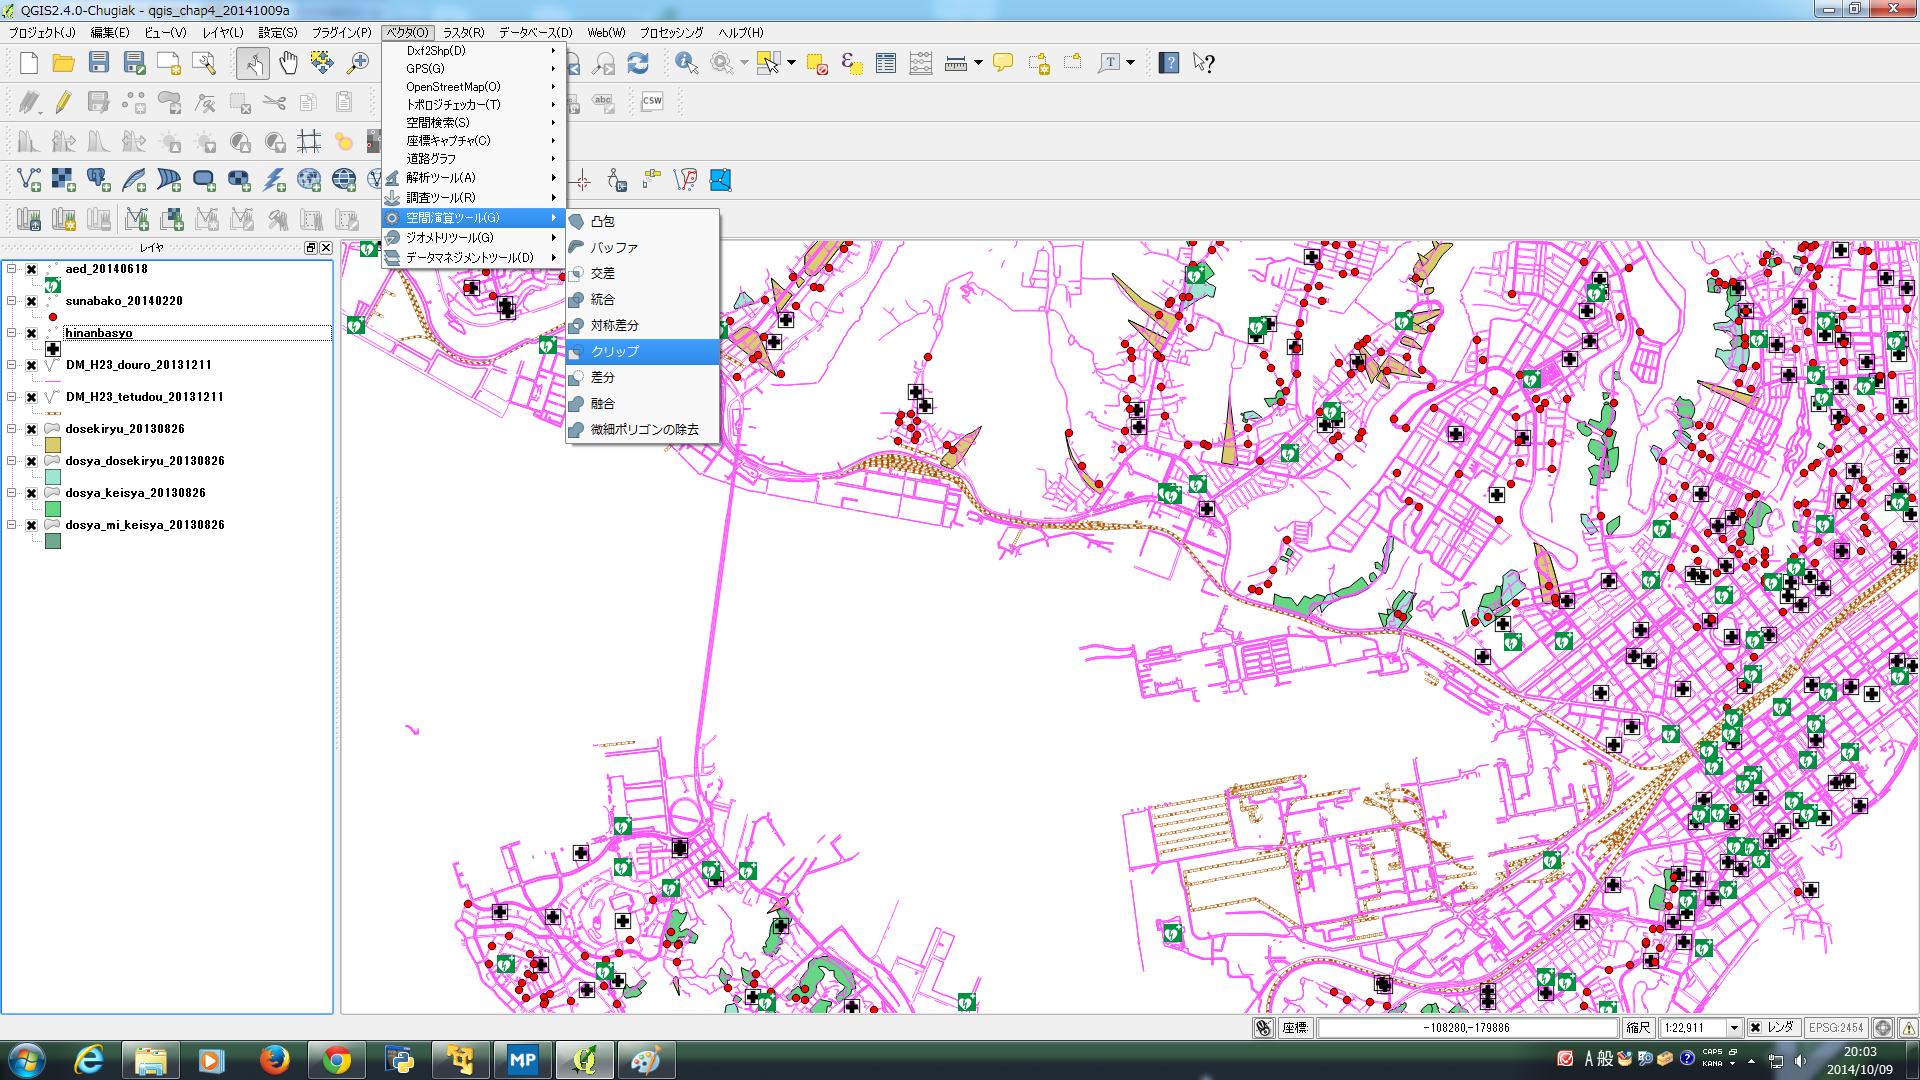 QGIS2.4.0-Chugiak - qgis_chap4_20141009a
プロジェクト(J) 編集(E) ビュー(V) レイヤ(L) 設定(S) プラグイン(P) ベクタ(O) ラスタ(R) データベース(D) Web(W) プロセッシング ヘルプ(H)
Dxf2Shp(D)
GPS(G)
OpenStreetMap(O)
トポロジチェッカー(T)
空間検索(S)
座標キャプチャ(C)
道路グラフ
解析ツール(A)
調査ツール(R)
空間演算ツール(G)
ジオメトリツール(G)
データマネジメントツール(D)
凸包
バッファ
交差
統合
対称差分
クリップ
差分
融合
微細ポリゴンの除去
abc
CSW
レイヤ
aed_20140618
sunabako_20140220
hinanbasyo
DM_H23_douro_20131211
DM_H23_tetudou_20131211
dosekiryu_20130826
dosya_dosekiryu_20130826
dosya_keisya_20130826
dosya_mi_keisya_20130826
座標: -108280,-179886 縮尺 1:22,911 レンダ EPSG:2454
MP
A 般
CAPS
KANA
20:03
2014/10/09